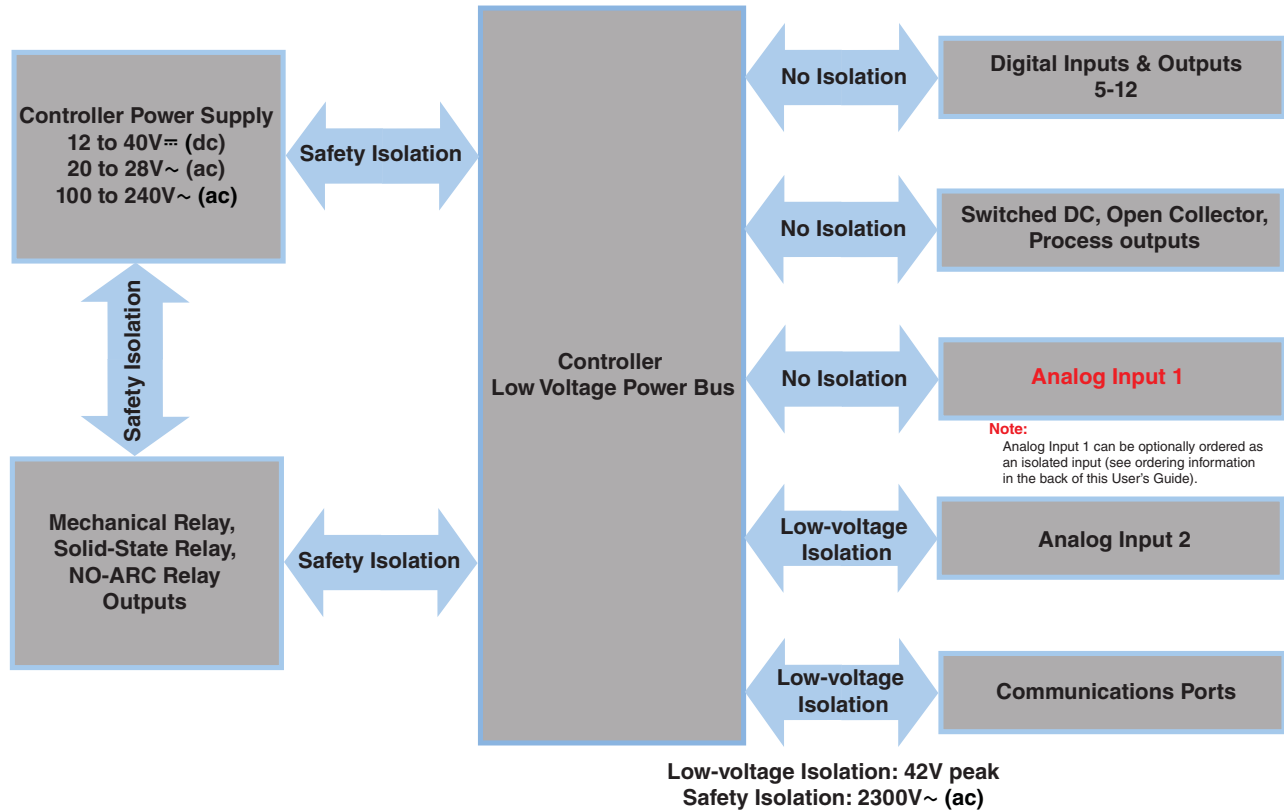 Controller Power Supply
12 to 40V⎓ (dc)
20 to 28V～ (ac)
100 to 240V～ (ac)
Safety Isolation
Safety Isolation
Mechanical Relay,
Solid-State Relay,
NO-ARC Relay
Outputs
Safety Isolation
Controller
Low Voltage Power Bus
No Isolation
Digital Inputs & Outputs
5-12
No Isolation
Switched DC, Open Collector,
Process outputs
No Isolation
Analog Input 1
Note:
Analog Input 1 can be optionally ordered as
an isolated input (see ordering information
in the back of this User's Guide).
Low-voltage
Isolation
Analog Input 2
Low-voltage
Isolation
Communications Ports
Low-voltage Isolation: 42V peak
Safety Isolation: 2300V～ (ac)